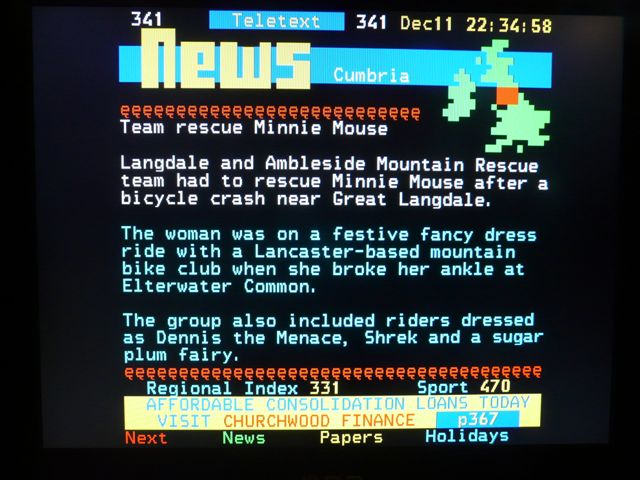 341 Teletext 341 Dec11 22:34:58
News Cumbria
Team rescue Minnie Mouse
Langdale and Ambleside Mountain Rescue
team had to rescue Minnie Mouse after a
bicycle crash near Great Langdale.
The woman was on a festive fancy dress
ride with a Lancaster-based mountain
bike club when she broke her ankle at
Elterwater Common.
The group also included riders dressed
as Dennis the Menace, Shrek and a sugar
plum fairy.
Regional Index 331 Sport 470
AFFORDABLE CONSOLIDATION LOANS TODAY
VISIT CHURCHWOOD FINANCE p367
Next News Papers Holidays